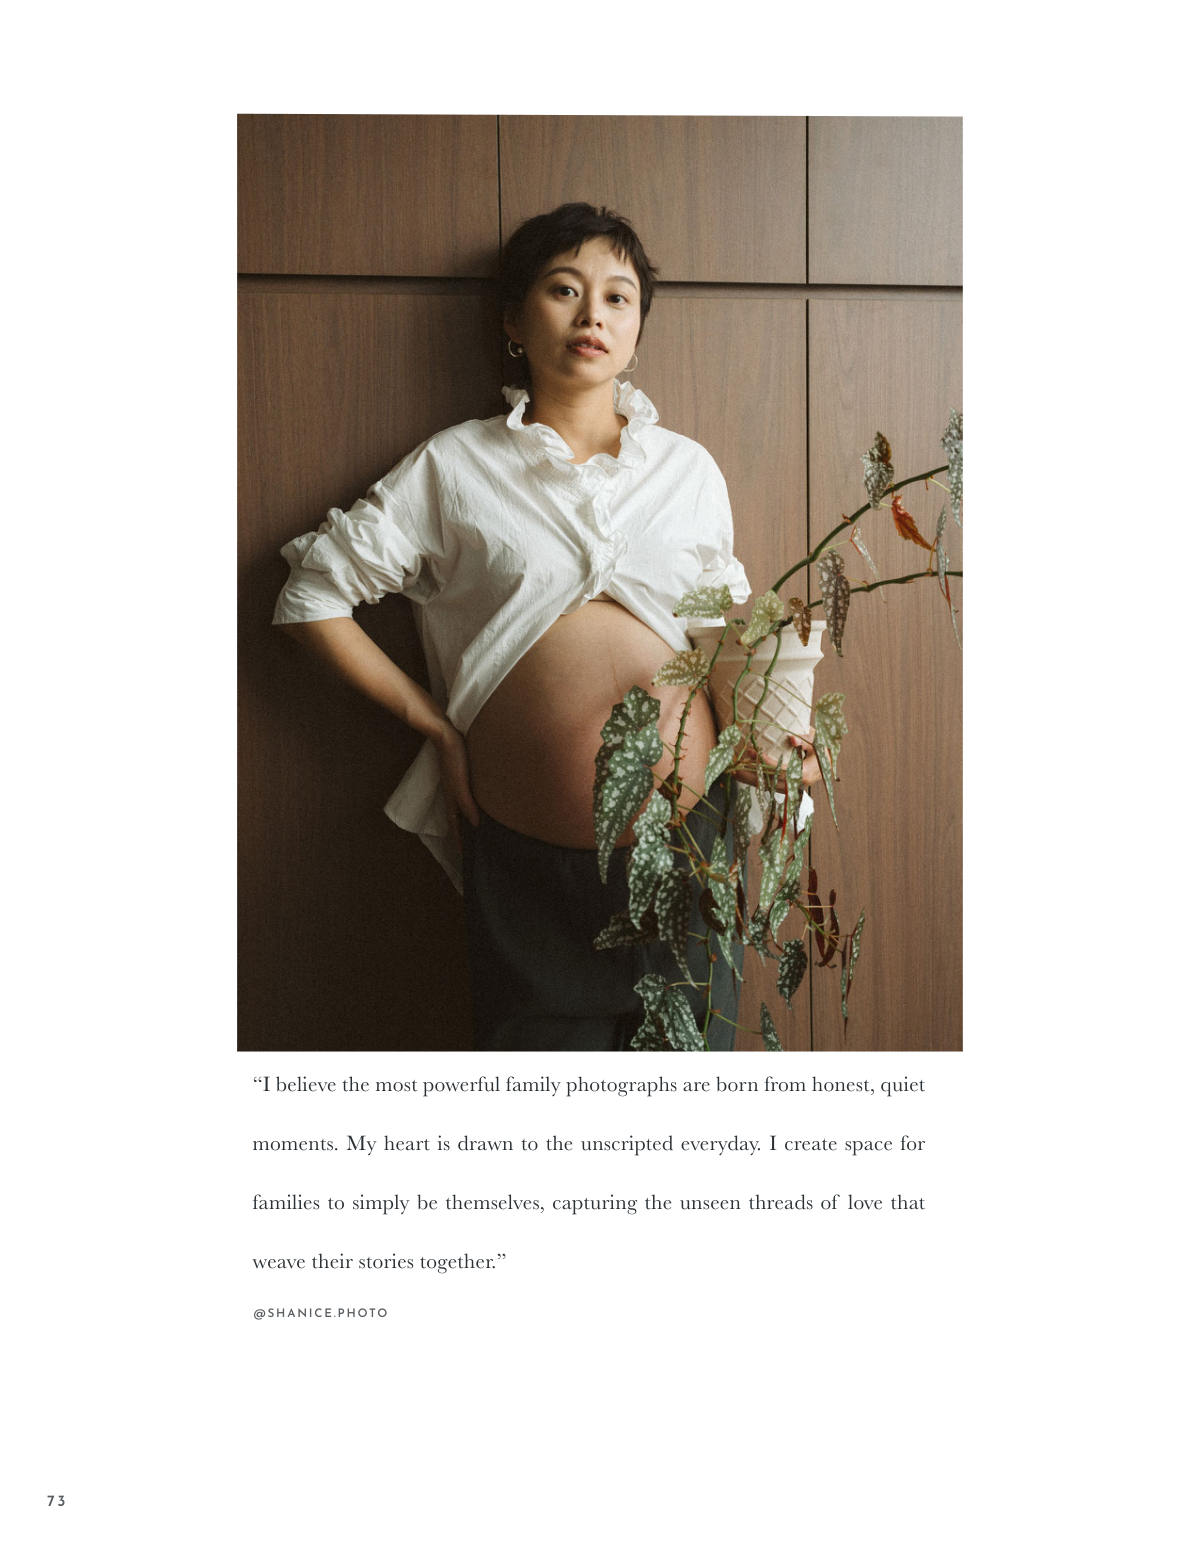 “I believe the most powerful family photographs are born from honest, quiet
moments. My heart is drawn to the unscripted everyday. I create space for
families to simply be themselves, capturing the unseen threads of love that
weave their stories together.”
@SHANICE.PHOTO
73